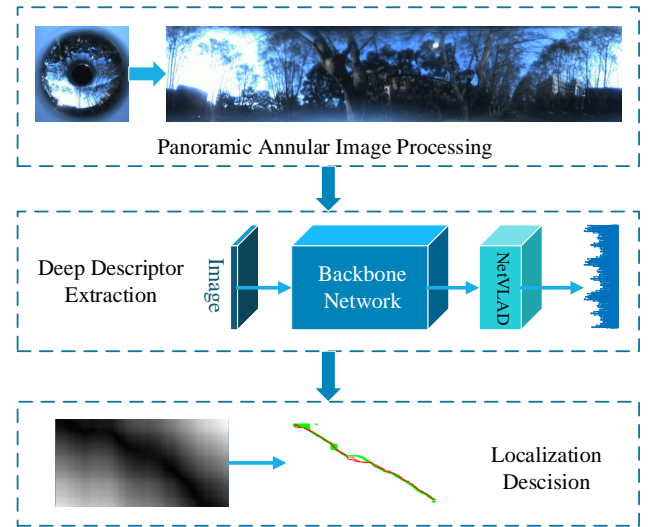 Panoramic Annular Image Processing
Deep Descriptor
Extraction
Image
Backbone
Network
NetVLAD
Localization
Descision